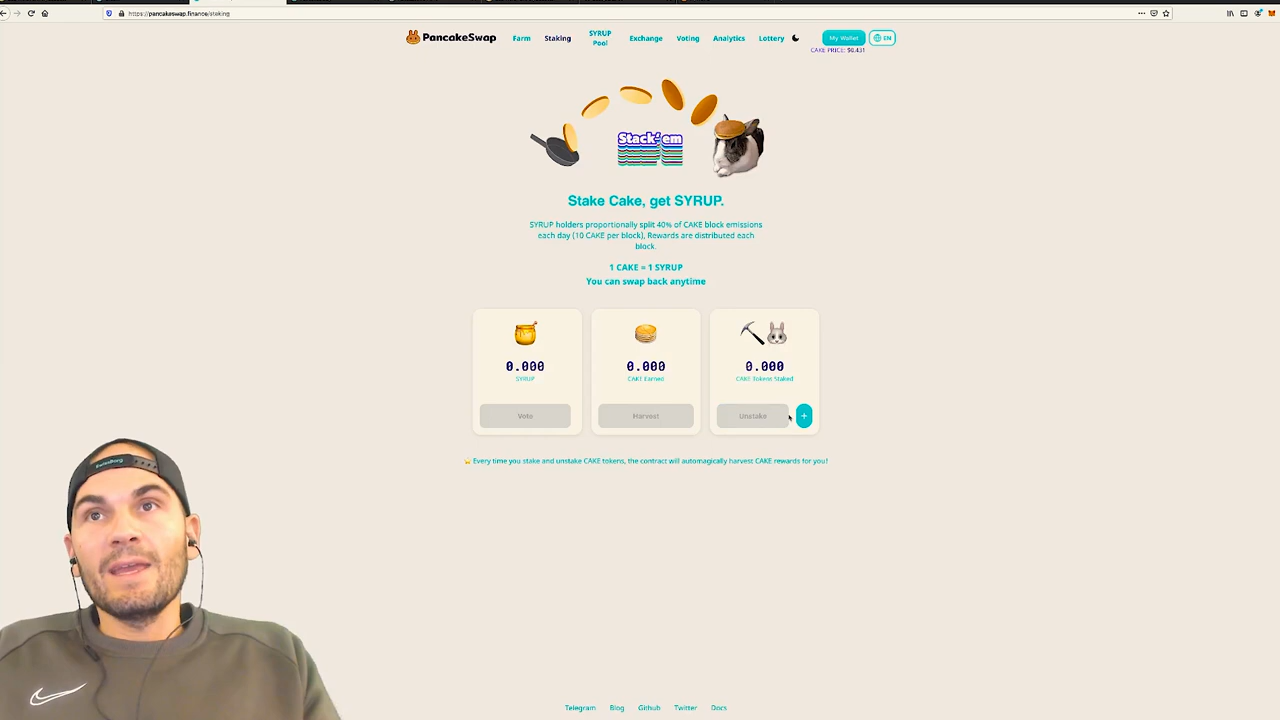 https://pancakeswap.finance/staking
PancakeSwap
Farm
Staking
SYRUP
Pool
Exchange
Voting
Analytics
Lottery
My Wallet
EN
CAKE PRICE: $0.431
Stack 'em
Stake Cake, get SYRUP.
SYRUP holders proportionally split 40% of CAKE block emissions
each day (10 CAKE per block), Rewards are distributed each
block.
1 CAKE = 1 SYRUP
You can swap back anytime
0.000
SYRUP
Vote
0.000
CAKE Earned
Harvest
0.000
CAKE Tokens Staked
Unstake
+
Every time you stake and unstake CAKE tokens, the contract will automagically harvest CAKE rewards for you!
SwissBorg
Telegram
Blog
Github
Twitter
Docs